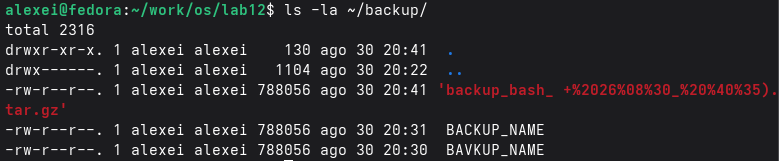 alexei@fedora:~/work/os/lab12$ ls -la ~/backup/
total 2316
drwxr-xr-x. 1 alexei alexei    130 ago 30 20:41  .
drwx------. 1 alexei alexei   1104 ago 30 20:22  ..
-rw-r--r--. 1 alexei alexei 788056 ago 30 20:41 'backup_bash_ +%2026%08%30_%20%40%35).
tar.gz'
-rw-r--r--. 1 alexei alexei 788056 ago 30 20:31  BACKUP_NAME
-rw-r--r--. 1 alexei alexei 788056 ago 30 20:30  BAVKUP_NAME